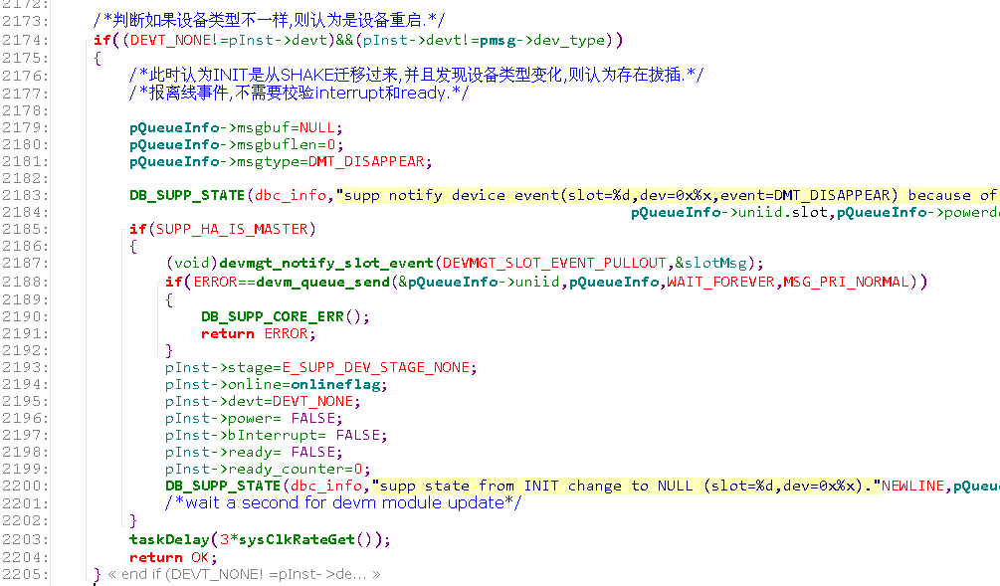 2172:
2173: /*判断如果设备类型不一样,则认为是设备重启.*/
2174: if((DEVT_NONE!=pInst->devt)&&(pInst->devt!=pmsg->dev_type))
2175: {
2176: /*此时认为INIT是从SHAKE迁移过来,并且发现设备类型变化,则认为存在拔插.*/
2177: /*报离线事件,不需要校验interrupt和ready.*/
2178:
2179: pQueueInfo->msgbuf=NULL;
2180: pQueueInfo->msgbuflen=0;
2181: pQueueInfo->msgtype=DMT_DISAPPEAR;
2182:
2183: DB_SUPP_STATE(dbc_info,"supp notify device event(slot=%d,dev=0x%x,event=DMT_DISAPPEAR) because of
2184: pQueueInfo->uniid.slot,pQueueInfo->powerde
2185: if(SUPP_HA_IS_MASTER)
2186: {
2187: (void)devmgt_notify_slot_event(DEVMGT_SLOT_EVENT_PULLOUT,&slotMsg);
2188: if(ERROR==devm_queue_send(&pQueueInfo->uniid,pQueueInfo,WAIT_FOREVER,MSG_PRI_NORMAL))
2189: {
2190: DB_SUPP_CORE_ERR();
2191: return ERROR;
2192: }
2193: pInst->stage=E_SUPP_DEV_STAGE_NONE;
2194: pInst->online=onlineflag;
2195: pInst->devt=DEVT_NONE;
2196: pInst->power= FALSE;
2197: pInst->bInterrupt= FALSE;
2198: pInst->ready= FALSE;
2199: pInst->ready_counter=0;
2200: DB_SUPP_STATE(dbc_info,"supp state from INIT change to NULL (slot=%d,dev=0x%x)."NEWLINE,pQueu
2201: /*wait a second for devm module update*/
2202: }
2203: taskDelay(3*sysClkRateGet());
2204: return OK;
2205: } « end if (DEVT_NONE! =pInst- >de... »